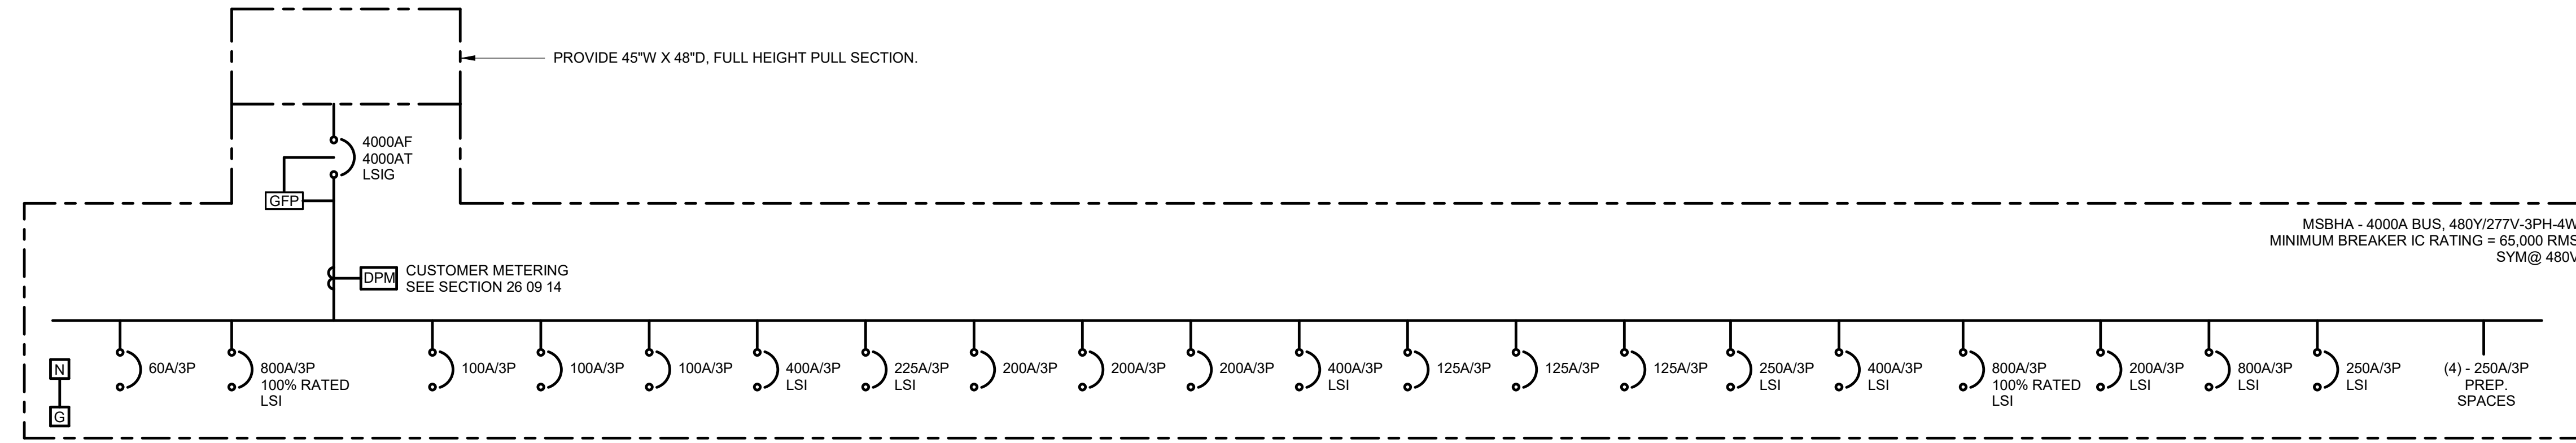 PROVIDE 45"W X 48"D, FULL HEIGHT PULL SECTION.
4000AF
4000AT
LSIG
GFP
MSBHA - 4000A BUS, 480Y/277V-3PH-4W
MINIMUM BREAKER IC RATING = 65,000 RMS
SYM@ 480V
DPM
CUSTOMER METERING
SEE SECTION 26 09 14
N
G
60A/3P
800A/3P
100% RATED
LSI
100A/3P
100A/3P
100A/3P
400A/3P
LSI
225A/3P
LSI
200A/3P
200A/3P
200A/3P
400A/3P
LSI
125A/3P
125A/3P
125A/3P
250A/3P
LSI
400A/3P
LSI
800A/3P
100% RATED
LSI
200A/3P
LSI
800A/3P
LSI
250A/3P
LSI
(4) - 250A/3P
PREP.
SPACES